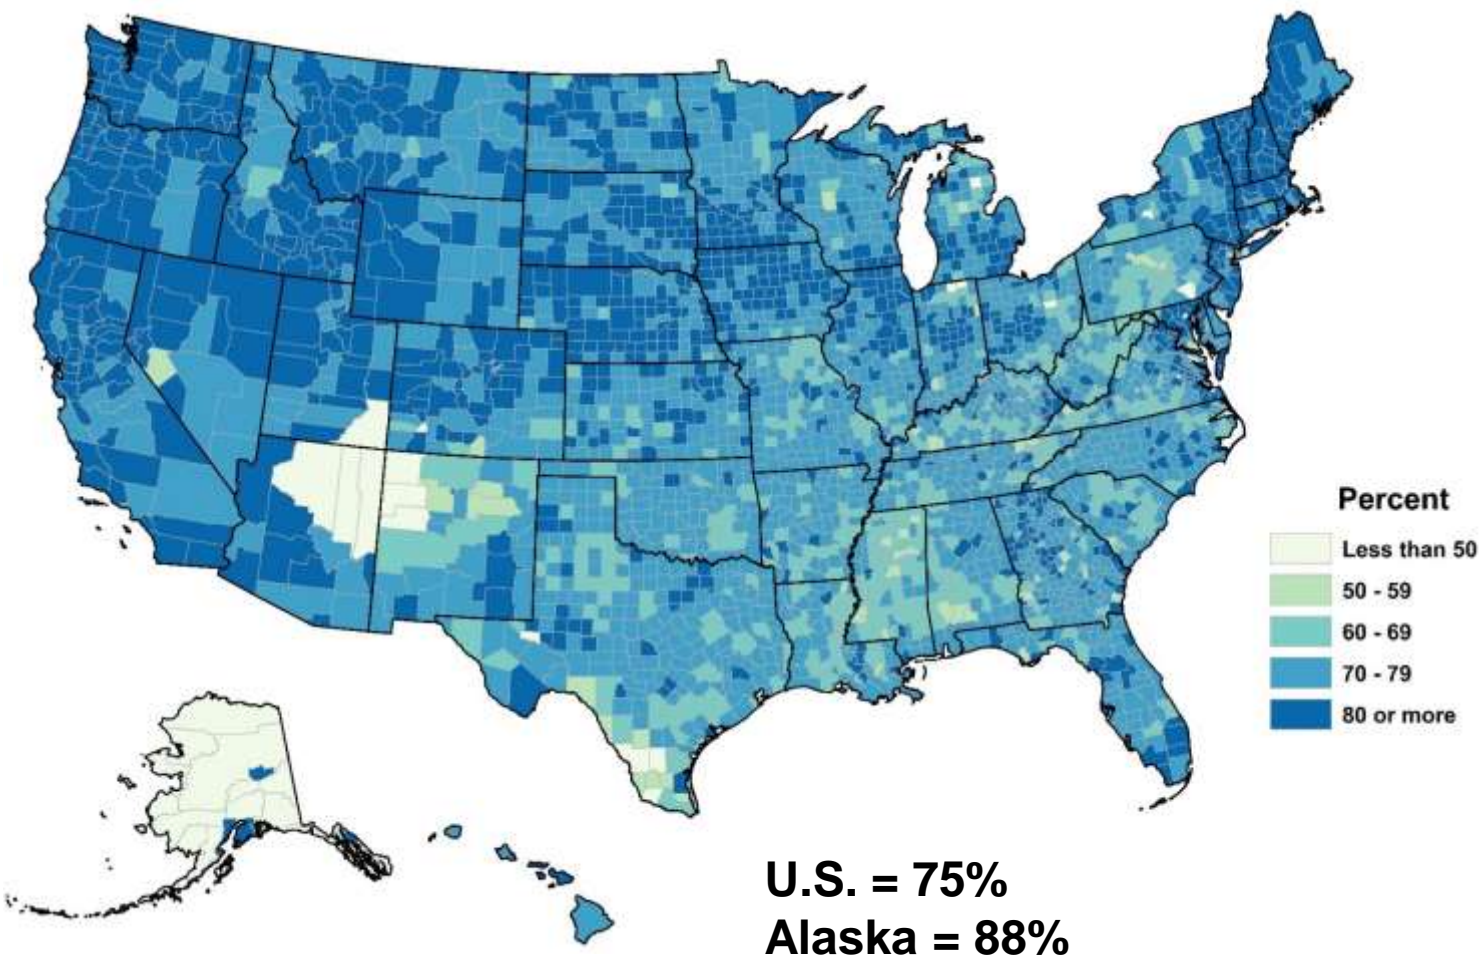 Percent
Less than 50
50 - 59
60 - 69
70 - 79
80 or more
U.S. = 75%
Alaska = 88%